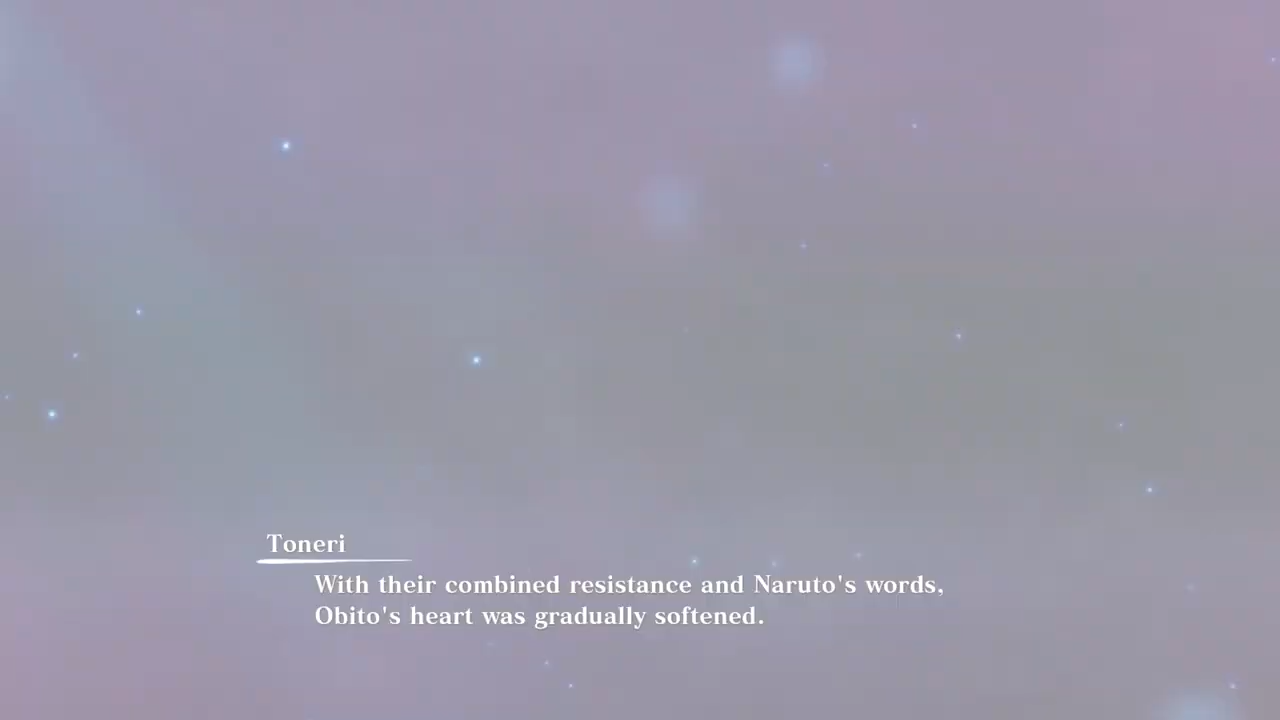 Toneri
With their combined resistance and Naruto's words,
Obito's heart was gradually softened.